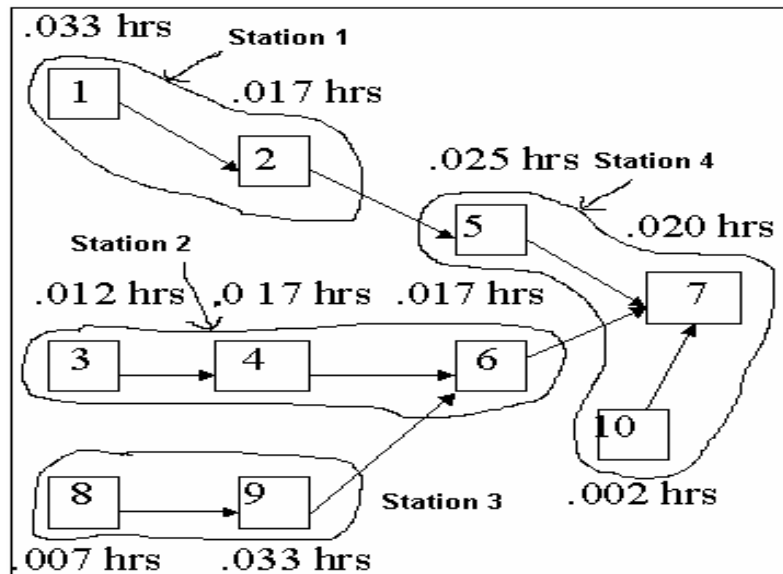 .033 hrs
Station 1
1
.017 hrs
2
.025 hrs
Station 4
5
.020 hrs
Station 2
.012 hrs
.0 17 hrs
.017 hrs
7
3
4
6
10
8
9
Station 3
.002 hrs
.007 hrs
.033 hrs